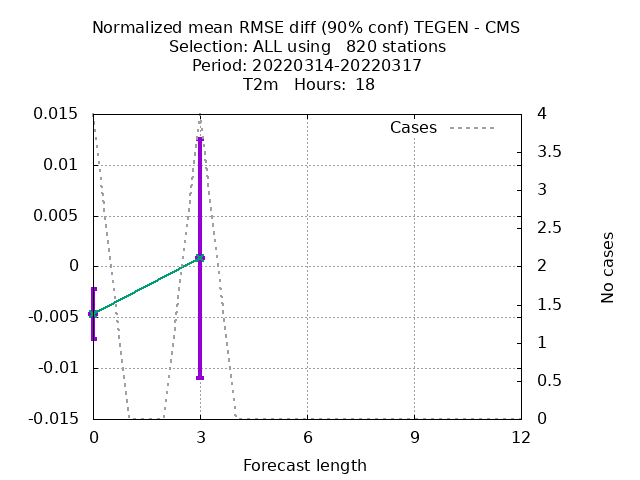 Normalized mean RMSE diff (90% conf) TEGEN - CMS
Selection: ALL using   820 stations
Period: 20220314-20220317
T2m   Hours:  18
Cases
0.015
0.01
0.005
0
-0.005
-0.01
-0.015
4
3.5
3
2.5
2
1.5
1
0.5
0
No cases
0 3 6 9 12
Forecast length